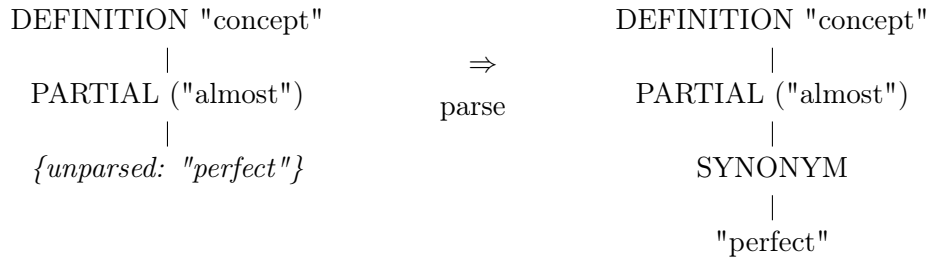 DEFINITION "concept"
PARTIAL ("almost")
{unparsed: "perfect"}
⇒
parse
DEFINITION "concept"
PARTIAL ("almost")
SYNONYM
"perfect"